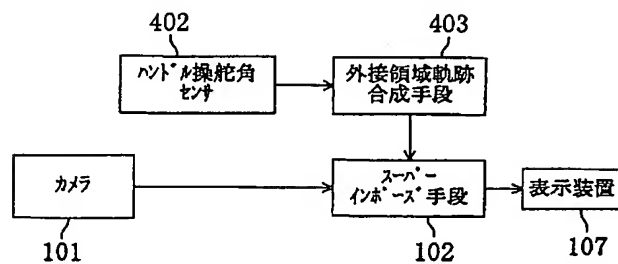 402
403
ハンドル操舵角
センサ
外接領域軌跡
合成手段
カメラ
スーパー
インポーズ手段
表示装置
101
102
107